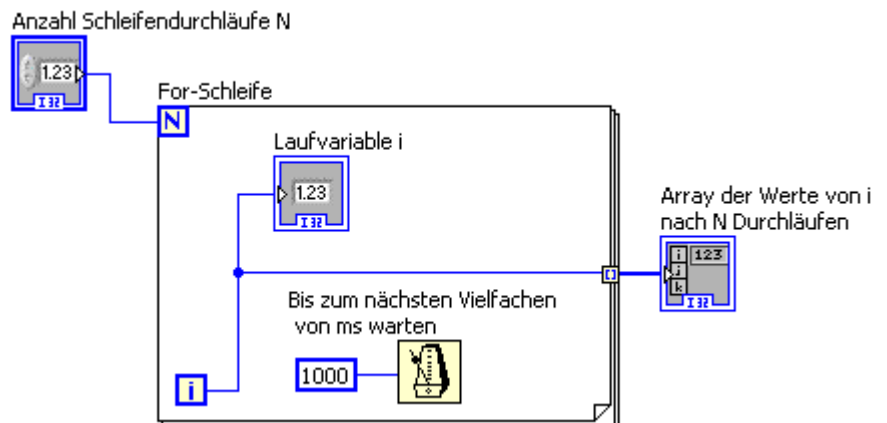 Anzahl Schleifendurchläufe N
1.23
I32
For-Schleife
N
Laufvariable i
1.23
I32
Array der Werte von i
nach N Durchläufen
i 123
j
k
I32
Bis zum nächsten Vielfachen
von ms warten
1000
i